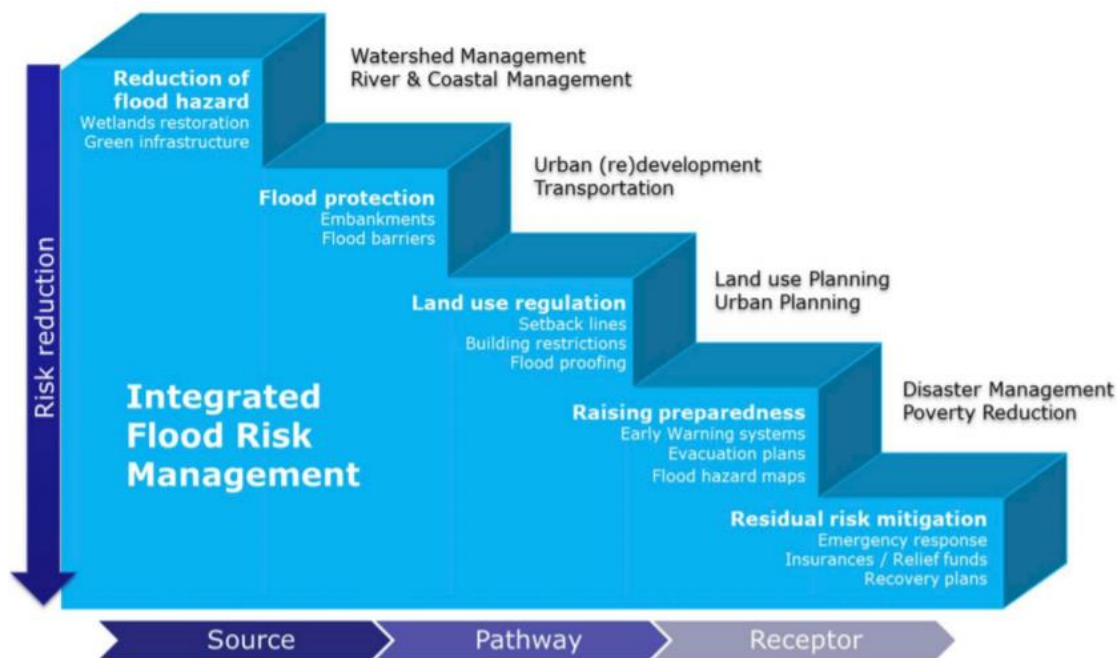 Watershed Management
River & Coastal Management
Reduction of
flood hazard
Wetlands restoration
Green infrastructure
Urban (re)development
Transportation
Flood protection
Embankments
Flood barriers
Land use Planning
Urban Planning
Land use regulation
Setback lines
Building restrictions
Flood proofing
Disaster Management
Poverty Reduction
Raising preparedness
Early Warning systems
Evacuation plans
Flood hazard maps
Residual risk mitigation
Emergency response
Insurances / Relief funds
Recovery plans
Risk reduction
Integrated
Flood Risk
Management
Source
Pathway
Receptor